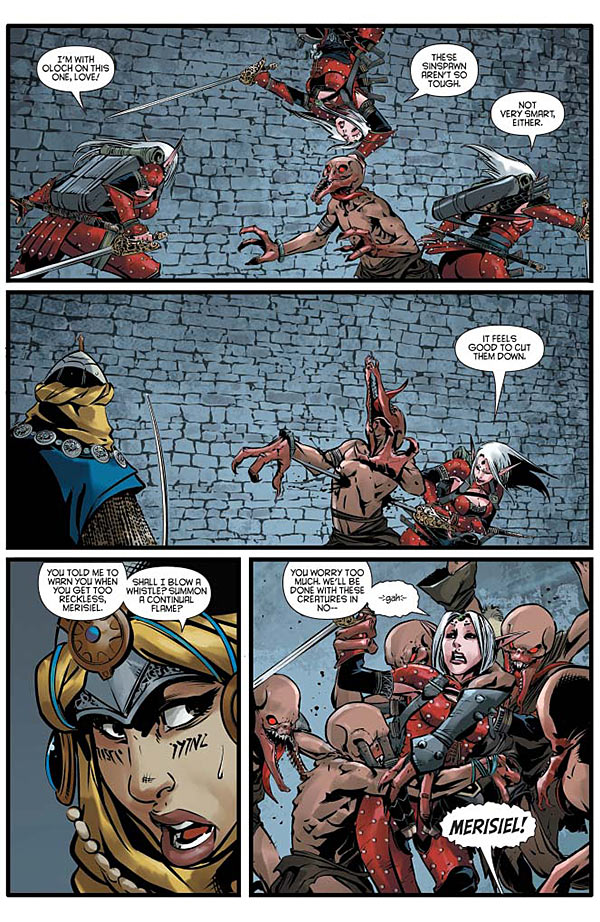 I'M WITH
OLOCH ON THIS
ONE, LOVE!
THESE
SINSPAWN
AREN'T SO
TOUGH.
NOT
VERY SMART,
EITHER.
IT FEELS
GOOD TO CUT
THEM DOWN.
YOU TOLD ME TO
WARN YOU WHEN
YOU GET TOO
RECKLESS,
MERISIEL.
SHALL I BLOW A
WHISTLE? SUMMON
A CONTINUAL
FLAME?
YOU WORRY TOO
MUCH. WE'LL BE
DONE WITH THESE
CREATURES IN
NO--
-:gah:-
MERISIEL!